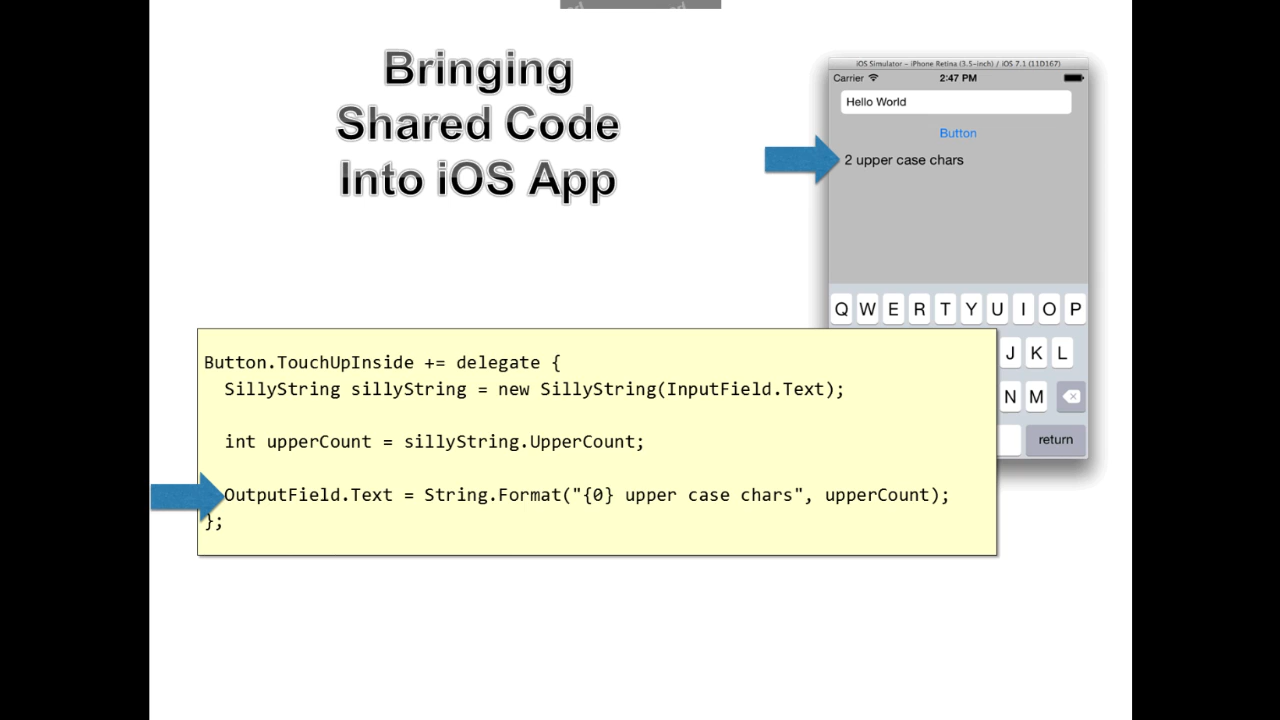 Bringing
Shared Code
Into iOS App
iOS Simulator – iPhone Retina (3.5-inch) / iOS 7.1 (11D167)
Carrier 2:47 PM
Hello World
Button
2 upper case chars
Q W E R T Y U I O P
J K L
N M
return
Button.TouchUpInside += delegate {
SillyString sillyString = new SillyString(InputField.Text);
int upperCount = sillyString.UpperCount;
OutputField.Text = String.Format("{0} upper case chars", upperCount);
};